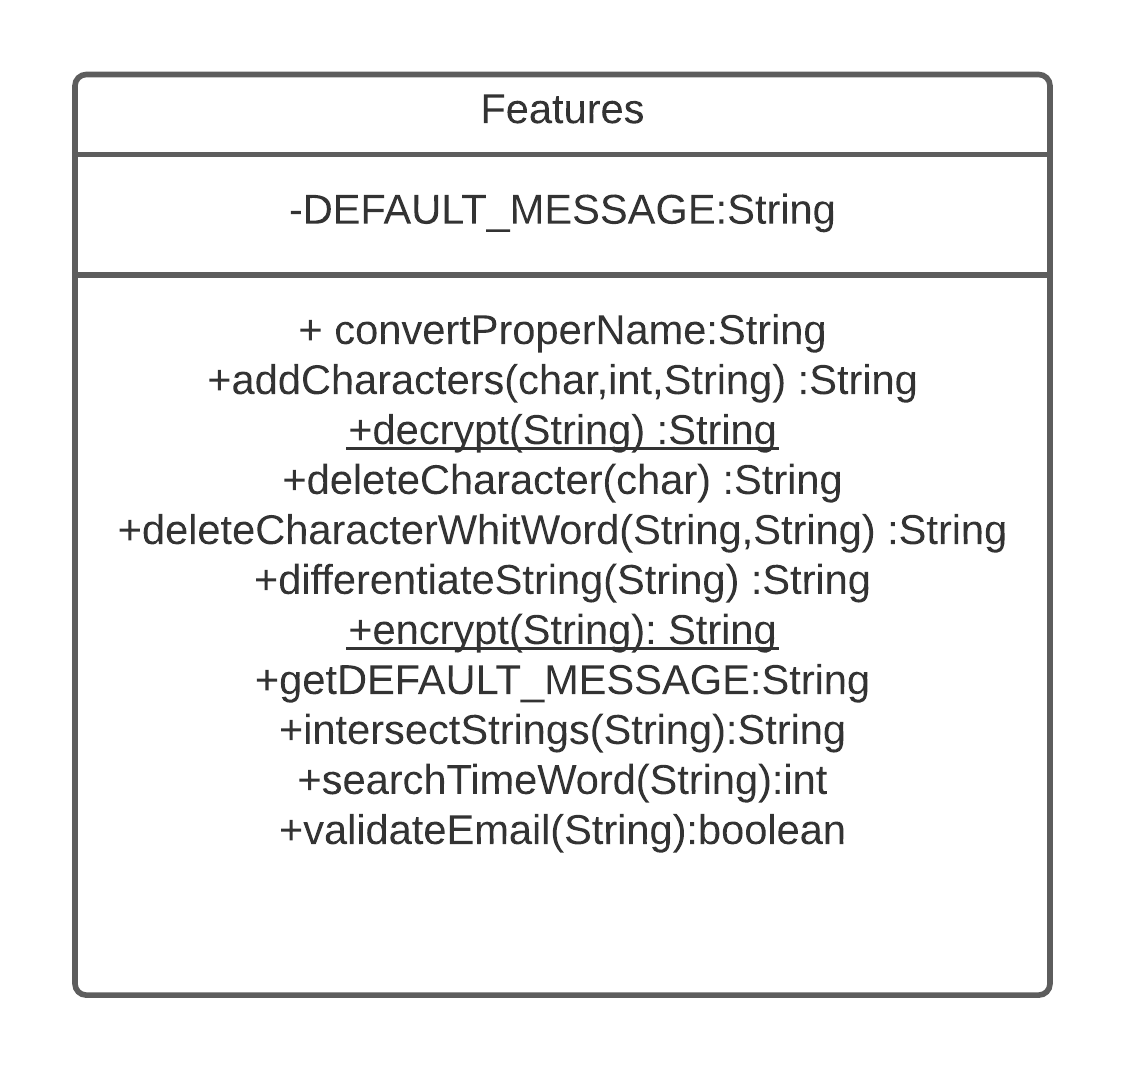 Features
-DEFAULT_MESSAGE:String
+ convertProperName:String
+addCharacters(char,int,String) :String
+decrypt(String) :String
+deleteCharacter(char) :String
+deleteCharacterWhitWord(String,String) :String
+differentiateString(String) :String
+encrypt(String): String
+getDEFAULT_MESSAGE:String
+intersectStrings(String):String
+searchTimeWord(String):int
+validateEmail(String):boolean